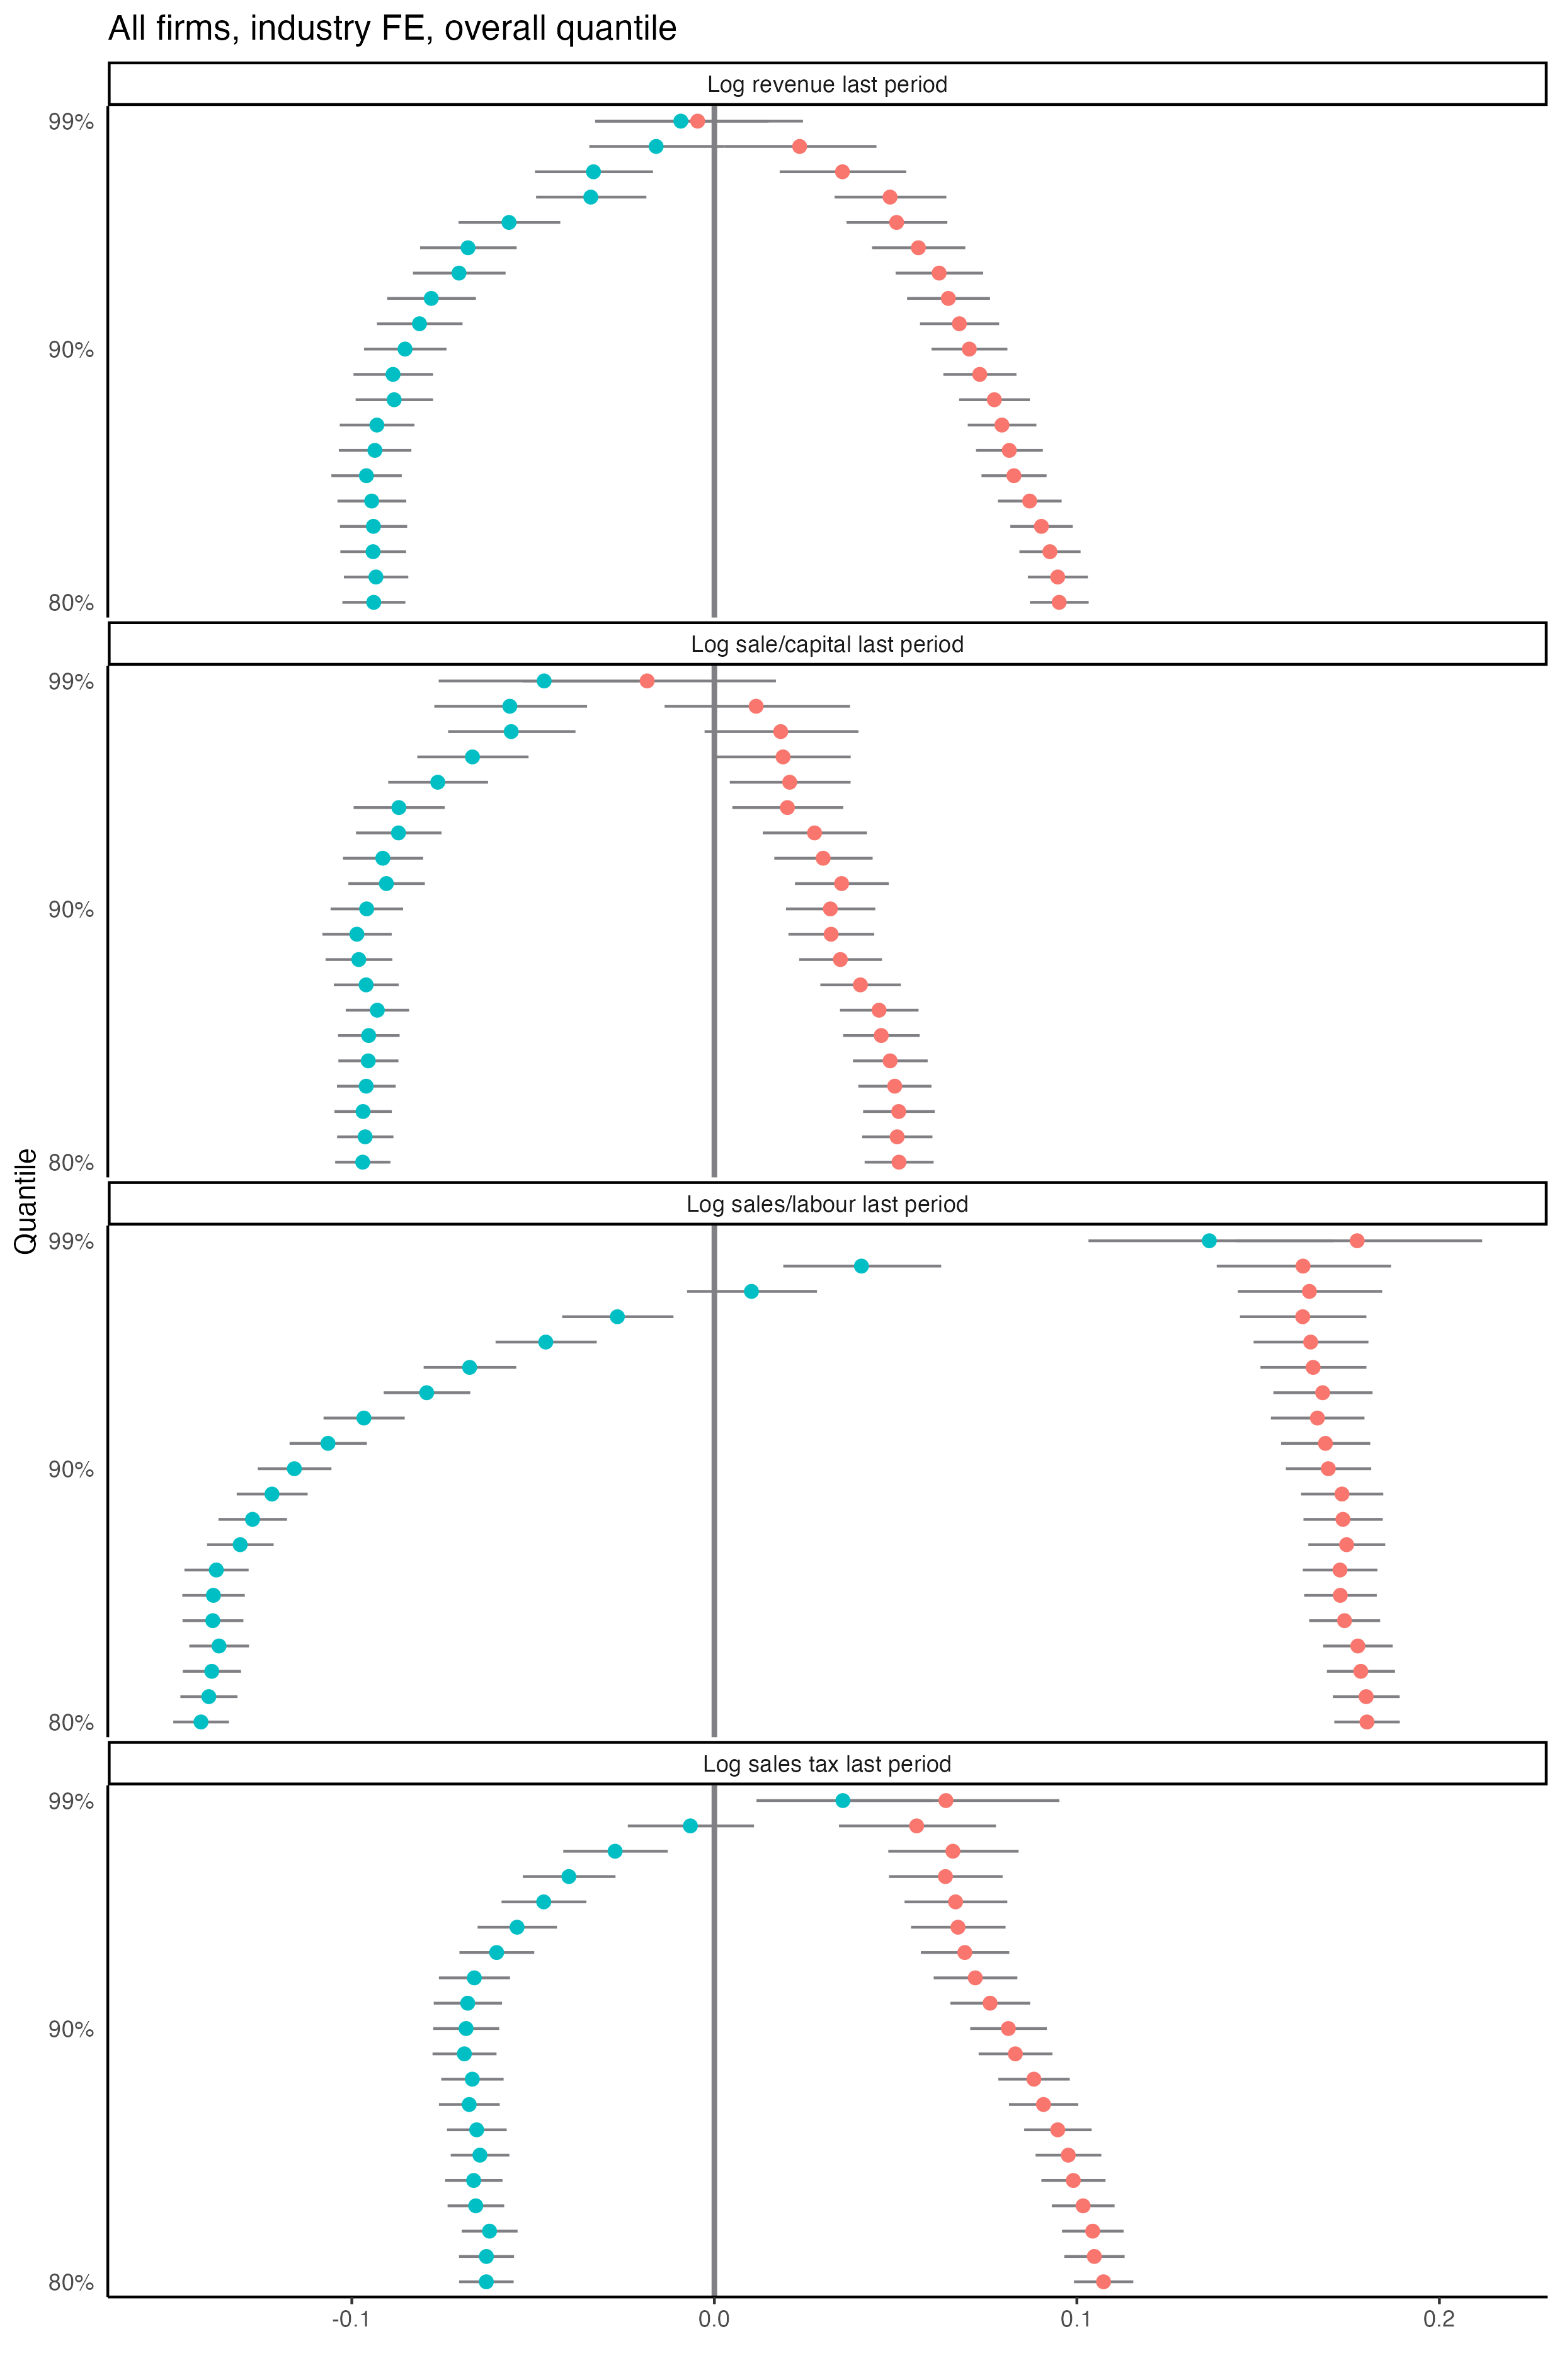 All firms, industry FE, overall quantile
Log revenue last period
99%
90%
80%
Log sale/capital last period
99%
90%
80%
Quantile
Log sales/labour last period
99%
90%
80%
Log sales tax last period
99%
90%
80%
-0.1 0.0 0.1 0.2